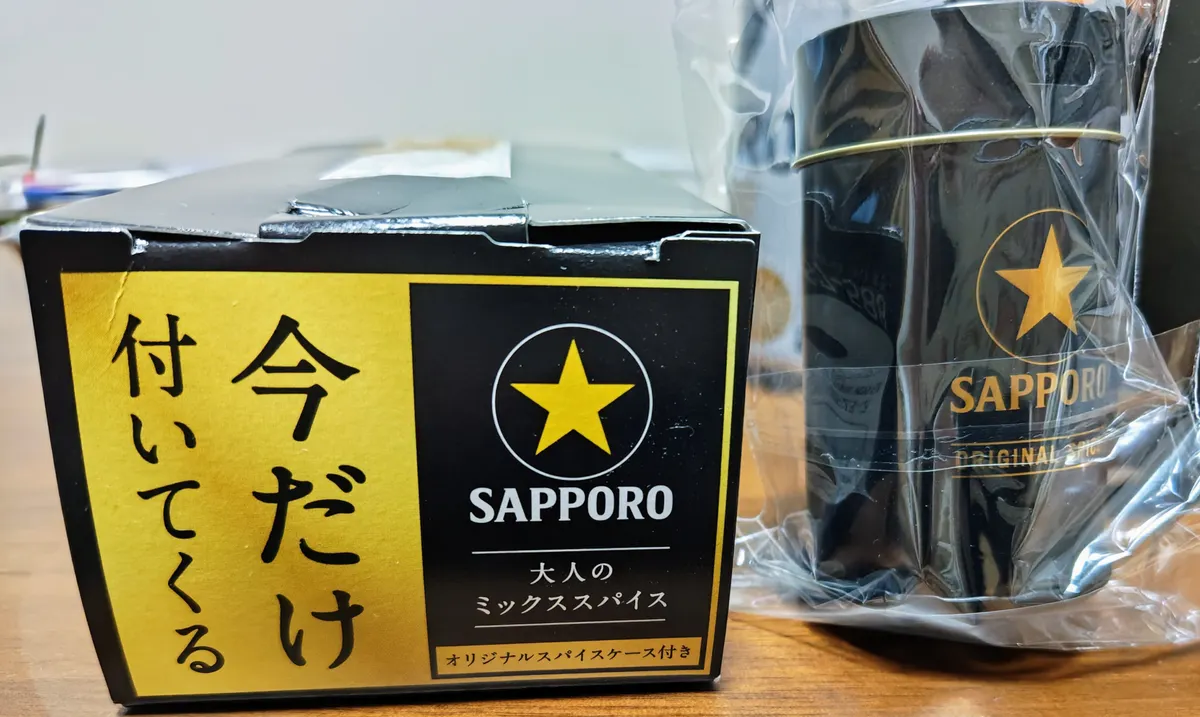 今だけ
付いてくる
SAPPORO
大人の
ミックススパイス
オリジナルスパイスケース付き
SAPPORO
ORIGINAL SPICE